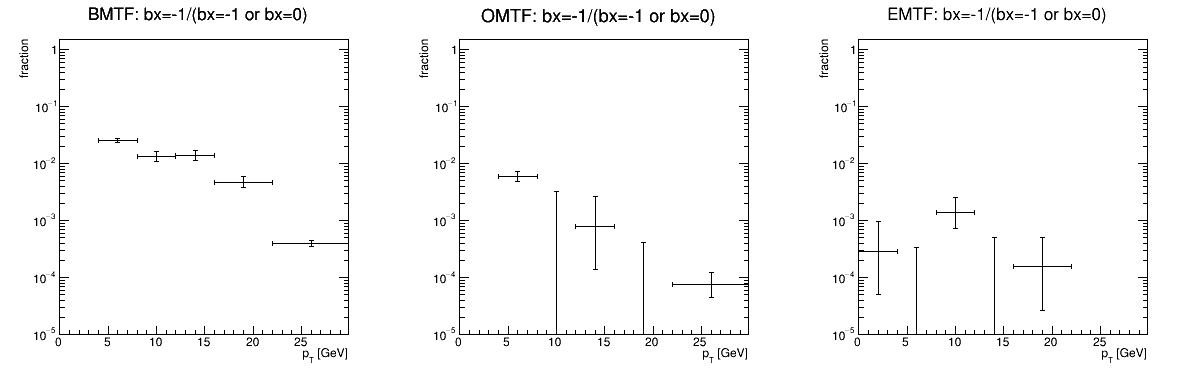 BMTF: bx=-1/(bx=-1 or bx=0)
fraction
1
10⁻¹
10⁻²
10⁻³
10⁻⁴
10⁻⁵
0 5 10 15 20 25
p_T [GeV]
OMTF: bx=-1/(bx=-1 or bx=0)
fraction
1
10⁻¹
10⁻²
10⁻³
10⁻⁴
10⁻⁵
0 5 10 15 20 25
p_T [GeV]
EMTF: bx=-1/(bx=-1 or bx=0)
fraction
1
10⁻¹
10⁻²
10⁻³
10⁻⁴
10⁻⁵
0 5 10 15 20 25
p_T [GeV]